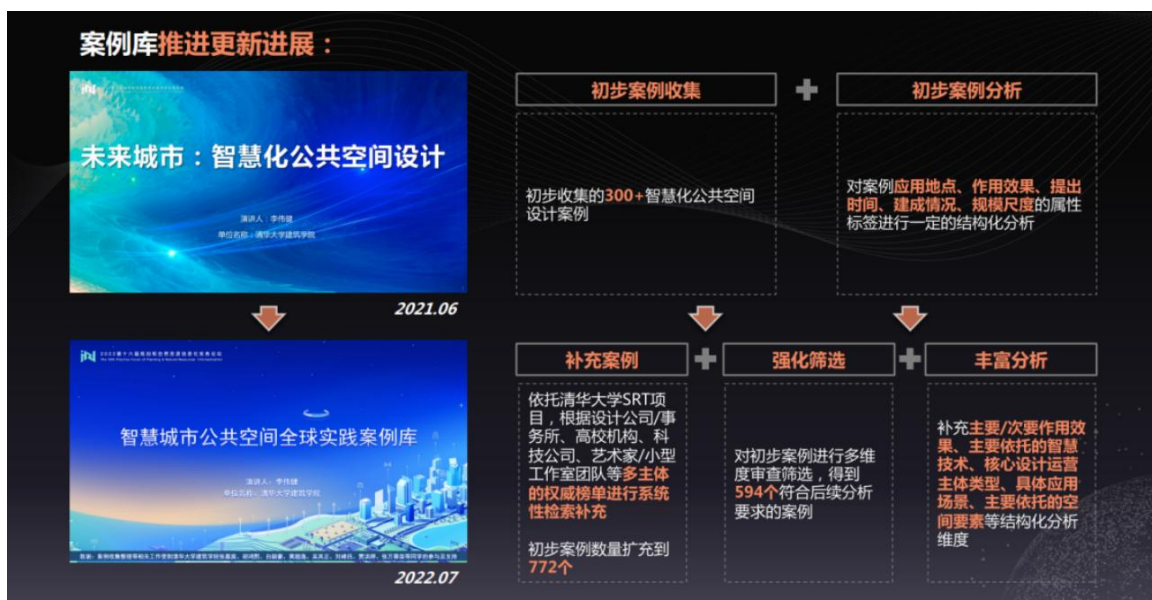 案例库推进更新进展：
未来城市：智慧化公共空间设计
演讲人：李伟健
单位名称：清华大学建筑学院
2021.06
初步案例收集
+
初步案例分析
初步收集的300+智慧化公共空间
设计案例
对案例应用地点、作用效果、提出
时间、建成情况、规模尺度的属性
标签进行一定的结构化分析
智慧城市公共空间全球实践案例库
演讲人：李伟健
单位名称：清华大学建筑学院
2022.07
补充案例
+
强化筛选
+
丰富分析
依托清华大学SRT项
目，根据设计公司/事
务所、高校机构、科
技公司、艺术家/小型
工作室团队等多主体
的权威榜单进行系统
性检索补充
初步案例数量扩充到
772个
对初步案例进行多维
度审查筛选，得到
594个符合后续分析
要求的案例
补充主要/次要作用效
果、主要依托的智慧
技术、核心设计运营
主体类型、具体应用
场景、主要依托的空
间要素等结构化分析
维度